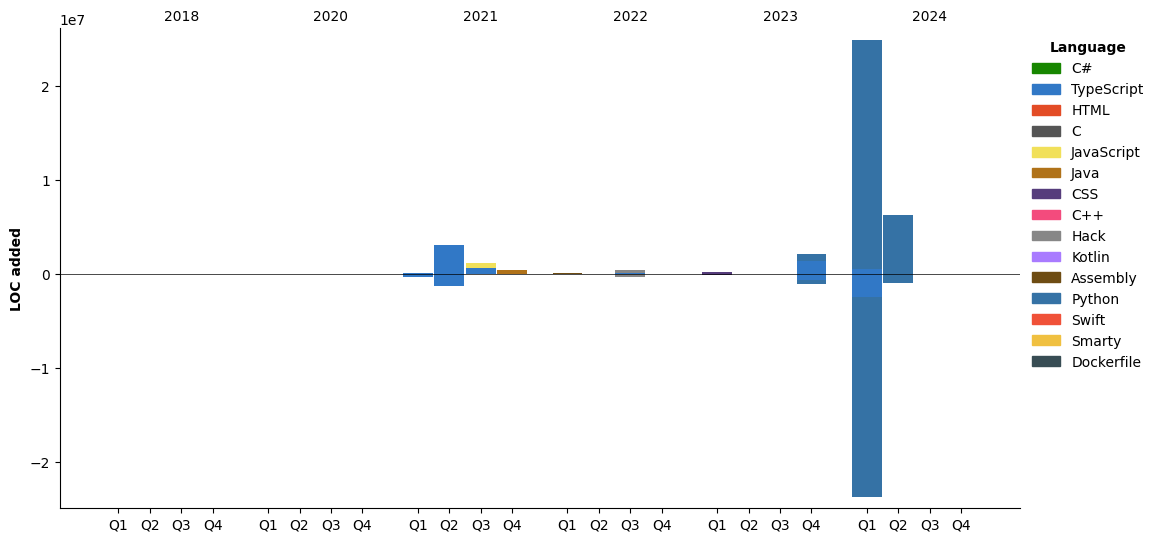 1e7
2018 2020 2021 2022 2023 2024
Language
C#
TypeScript
HTML
C
JavaScript
Java
CSS
C++
Hack
Kotlin
Assembly
Python
Swift
Smarty
Dockerfile
LOC added
2
1
0
−1
−2
Q1 Q2 Q3 Q4 Q1 Q2 Q3 Q4 Q1 Q2 Q3 Q4 Q1 Q2 Q3 Q4 Q1 Q2 Q3 Q4 Q1 Q2 Q3 Q4